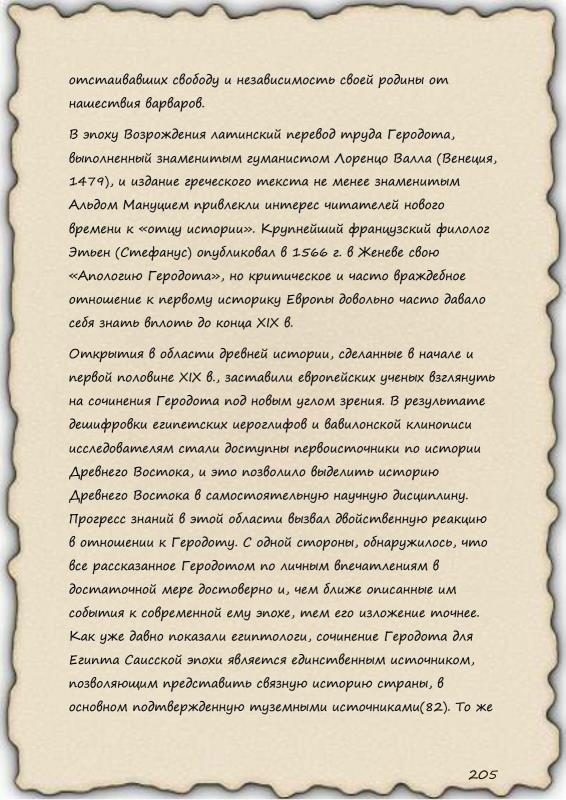 отстаивавших свободу и независимость своей родины от
нашествия варваров.
В эпоху Возрождения латинский перевод труда Геродота,
выполненный знаменитым гуманистом Лоренцо Валла (Венеция,
1479), и издание греческого текста не менее знаменитым
Альдом Мануцием привлекли интерес читателей нового
времени к «отцу истории». Крупнейший французский филолог
Этьен (Стефанус) опубликовал в 1566 г. в Женеве свою
«Апологию Геродота», но критическое и часто враждебное
отношение к первому историку Европы довольно часто давало
себя знать вплоть до конца XIX в.
Открытия в области древней истории, сделанные в начале и
первой половине XIX в., заставили европейских ученых взглянуть
на сочинения Геродота под новым углом зрения. В результате
дешифровки египетских иероглифов и вавилонской клинописи
исследователям стали доступны первоисточники по истории
Древнего Востока, и это позволило выделить историю
Древнего Востока в самостоятельную научную дисциплину.
Прогресс знаний в этой области вызвал двойственную реакцию
в отношении к Геродоту. С одной стороны, обнаружилось, что
все рассказанное Геродотом по личным впечатлениям в
достаточной мере достоверно и, чем ближе описанные им
события к современной ему эпохе, тем его изложение точнее.
Как уже давно показали египтологи, сочинение Геродота для
Египта Саисской эпохи является единственным источником,
позволяющим представить связную историю страны, в
основном подтвержденную туземными источниками(82). То же
205